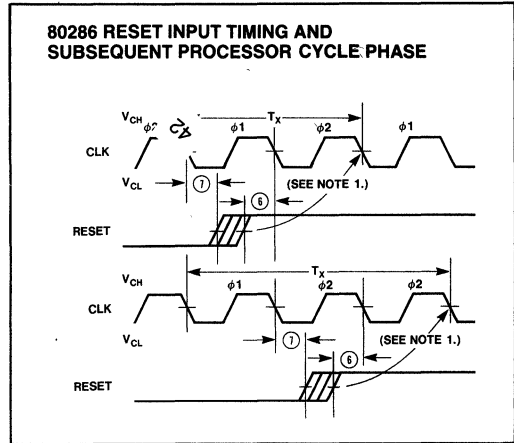 80286 RESET INPUT TIMING AND
SUBSEQUENT PROCESSOR CYCLE PHASE
V_CH
T_X
φ1 φ2 φ1
CLK
V_CL
7
6
(SEE NOTE 1.)
RESET
V_CH
T_X
φ1 φ2 φ2
CLK
V_CL
7
6
(SEE NOTE 1.)
RESET